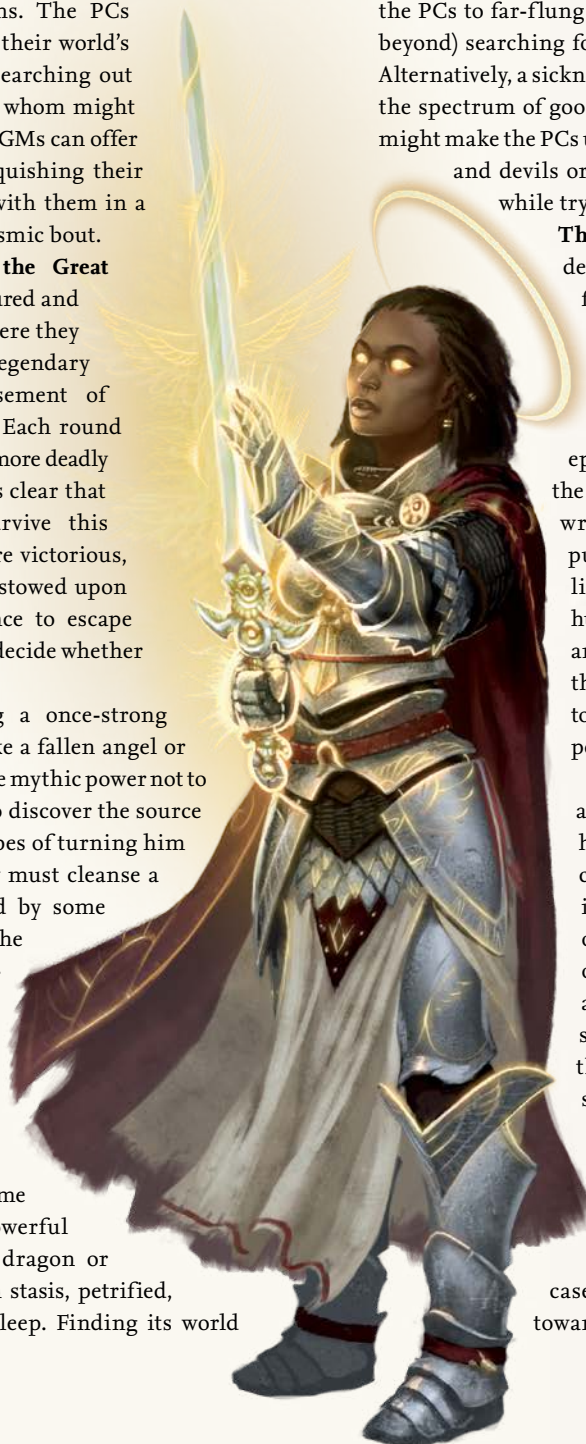 ns. The PCs
their world's
earching out
whom might
GMs can offer
quishing their
with them in a
smic bout.
the Great
ured and
ere they
egendary
sement of
Each round
more deadly
s clear that
urvive this
re victorious,
stowed upon
nce to escape
decide whether
g a once-strong
ke a fallen angel or
e mythic power not to
o discover the source
pes of turning him
must cleanse a
d by some
he
me
owerful
dragon or
stasis, petrified,
leep. Finding its world
the PCs to far-flung
beyond) searching fo
Alternatively, a sickn
the spectrum of goo
might make the PCs u
and devils or
while try
Th
de
f
ep
the
wr
pu
li
hu
an
th
to
po
a
h
c
i
a
s
th
s
case
towar